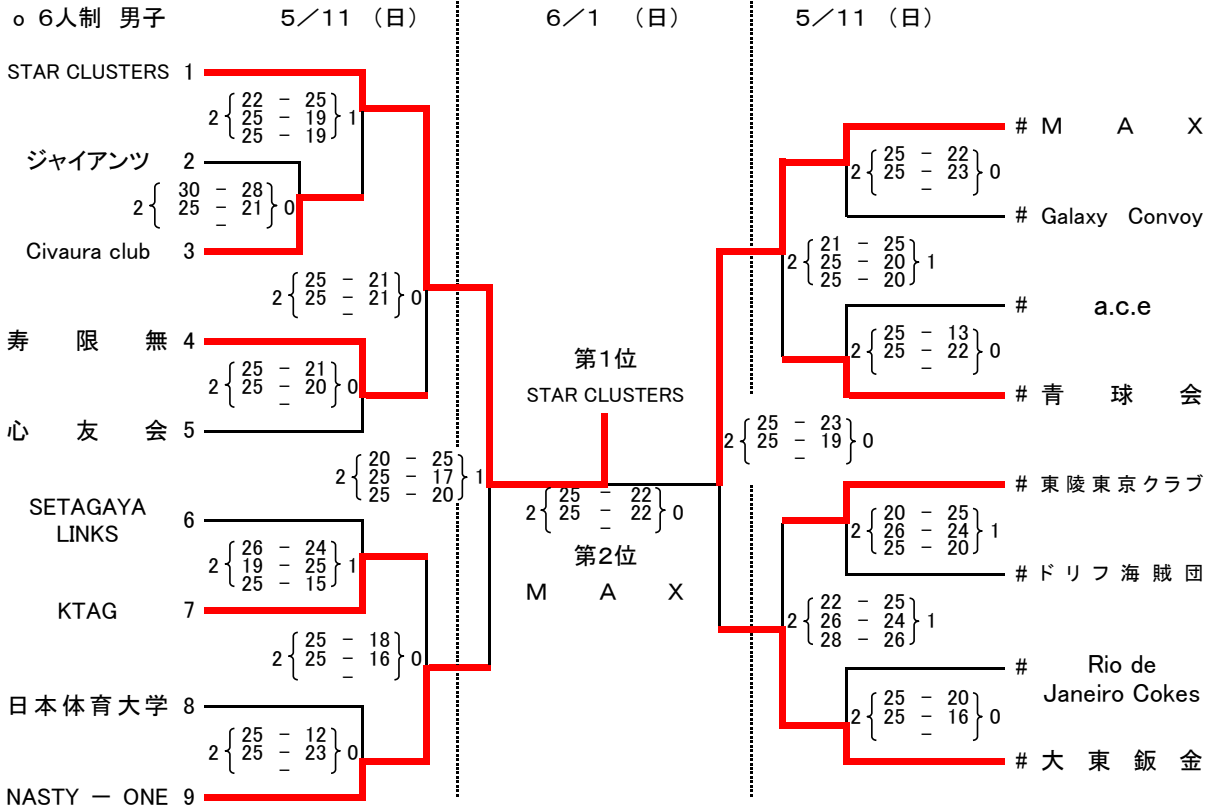 o 6人制 男子
5／11 （日）
6／1 （日）
5／11 （日）
STAR CLUSTERS 1
2 22 － 25 1
25 － 19
25 － 19
ジャイアンツ 2
2 30 － 28 0
25 － 21
－
Civaura club 3
2 25 － 21 0
25 － 21
－
寿限無 4
2 25 － 21 0
25 － 20
－
心友会 5
2 20 － 25 1
25 － 17
25 － 20
SETAGAYA
LINKS
6
2 26 － 24 1
19 － 25
25 － 15
KTAG 7
2 25 － 18 0
25 － 16
－
日本体育大学 8
2 25 － 12 0
25 － 23
－
NASTY － ONE 9
第1位
STAR CLUSTERS
2 25 － 22 0
25 － 22
－
第2位
M A X
# M A X
2 25 － 22 0
25 － 23
－
# Galaxy Convoy
2 21 － 25 1
25 － 20
25 － 20
# a.c.e
2 25 － 13 0
25 － 22
－
# 青球会
2 25 － 23 0
25 － 19
－
# 東陵東京クラブ
2 20 － 25 1
26 － 24
25 － 20
# ドリフ海賊団
2 22 － 25 1
26 － 24
28 － 26
# Rio de
Janeiro Cokes
2 25 － 20 0
25 － 16
－
# 大東鈑金